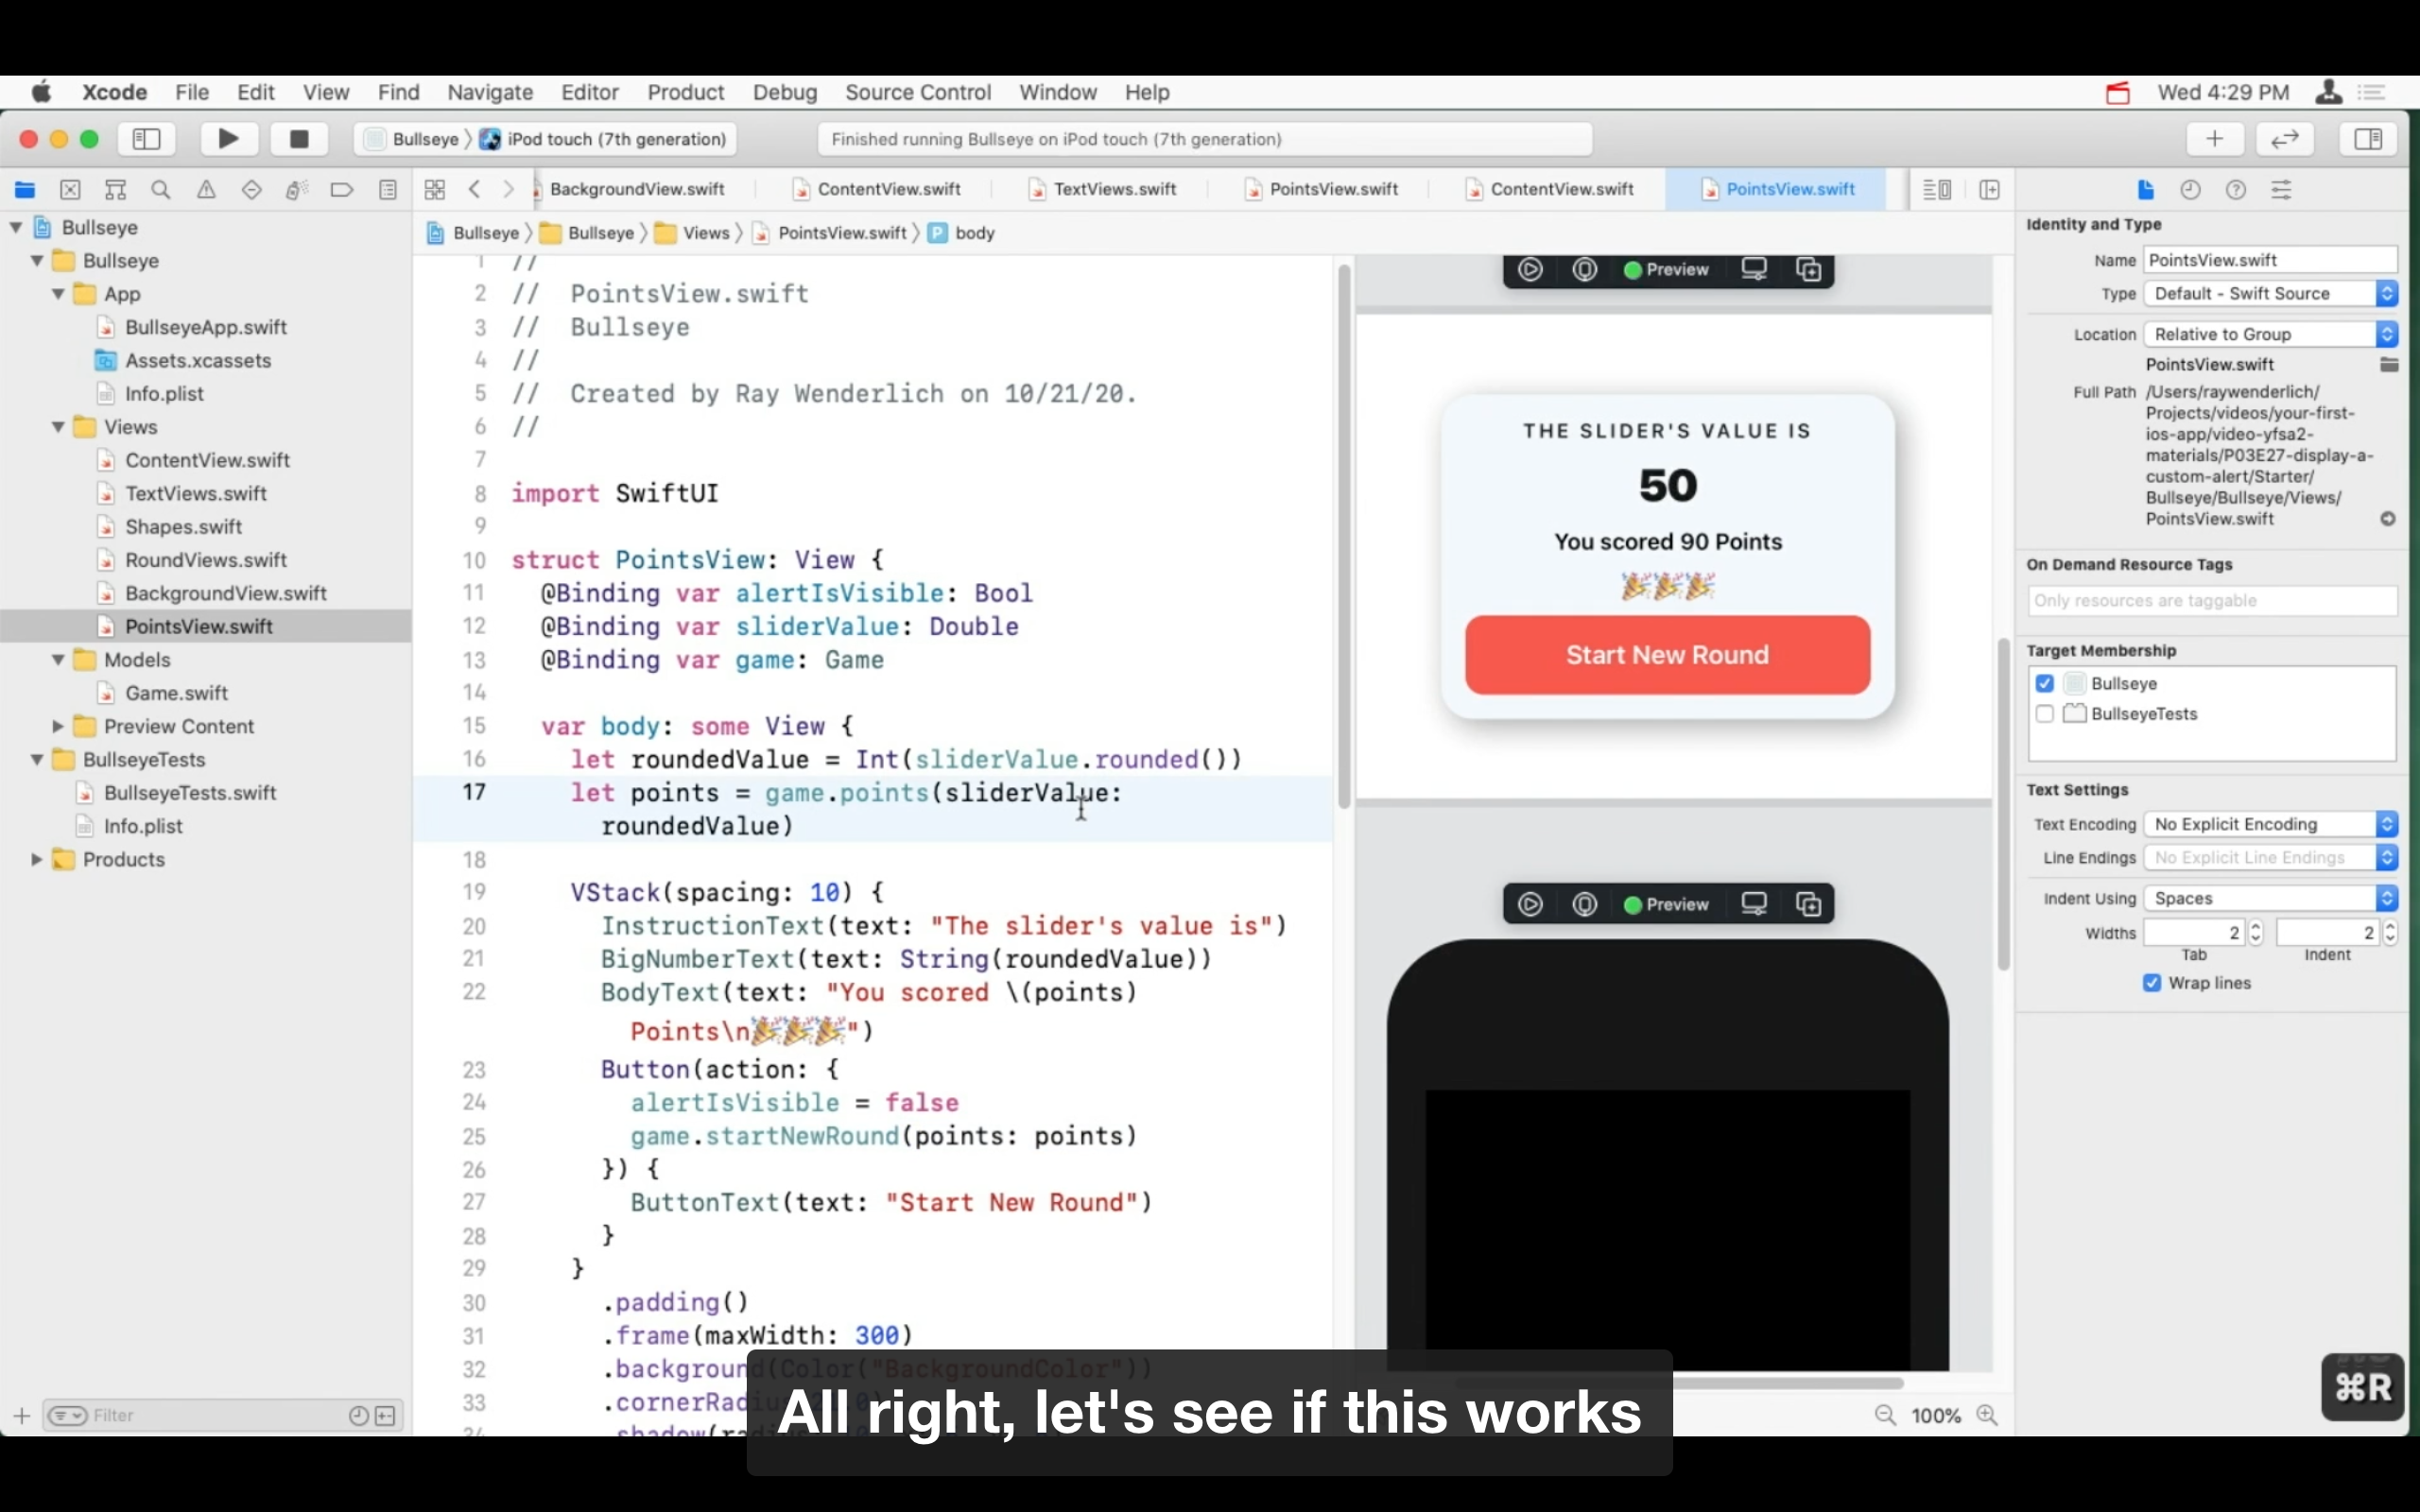 Xcode File Edit View Find Navigate Editor Product Debug Source Control Window Help Wed 4:29 PM
Bullseye 〉 iPod touch (7th generation) Finished running Bullseye on iPod touch (7th generation)
BackgroundView.swift ContentView.swift TextViews.swift PointsView.swift ContentView.swift PointsView.swift
Bullseye 〉 Bullseye 〉 Views 〉 PointsView.swift 〉 P body
Bullseye
Bullseye
App
BullseyeApp.swift
Assets.xcassets
Info.plist
Views
ContentView.swift
TextViews.swift
Shapes.swift
RoundViews.swift
BackgroundView.swift
PointsView.swift
Models
Game.swift
Preview Content
BullseyeTests
BullseyeTests.swift
Info.plist
Products
Filter
1 //
2 // PointsView.swift
3 // Bullseye
4 //
5 // Created by Ray Wenderlich on 10/21/20.
6 //
7
8 import SwiftUI
9
10 struct PointsView: View {
11 @Binding var alertIsVisible: Bool
12 @Binding var sliderValue: Double
13 @Binding var game: Game
14
15 var body: some View {
16 let roundedValue = Int(sliderValue.rounded())
17 let points = game.points(sliderValue:
roundedValue)
18
19 VStack(spacing: 10) {
20 InstructionText(text: "The slider's value is")
21 BigNumberText(text: String(roundedValue))
22 BodyText(text: "You scored \(points)
Points\n🎉🎉🎉")
23 Button(action: {
24 alertIsVisible = false
25 game.startNewRound(points: points)
26 }) {
27 ButtonText(text: "Start New Round")
28 }
29 }
30 .padding()
31 .frame(maxWidth: 300)
32 .background(Color("BackgroundColor"))
33 .cornerRadiu
Preview
THE SLIDER'S VALUE IS
50
You scored 90 Points
🎉🎉🎉
Start New Round
Preview
100%
Identity and Type
Name PointsView.swift
Type Default - Swift Source
Location Relative to Group
PointsView.swift
Full Path /Users/raywenderlich/
Projects/videos/your-first-
ios-app/video-yfsa2-
materials/P03E27-display-a-
custom-alert/Starter/
Bullseye/Bullseye/Views/
PointsView.swift
On Demand Resource Tags
Only resources are taggable
Target Membership
Bullseye
BullseyeTests
Text Settings
Text Encoding No Explicit Encoding
Line Endings No Explicit Line Endings
Indent Using Spaces
Widths 2 2
Tab Indent
Wrap lines
⌘R
All right, let's see if this works